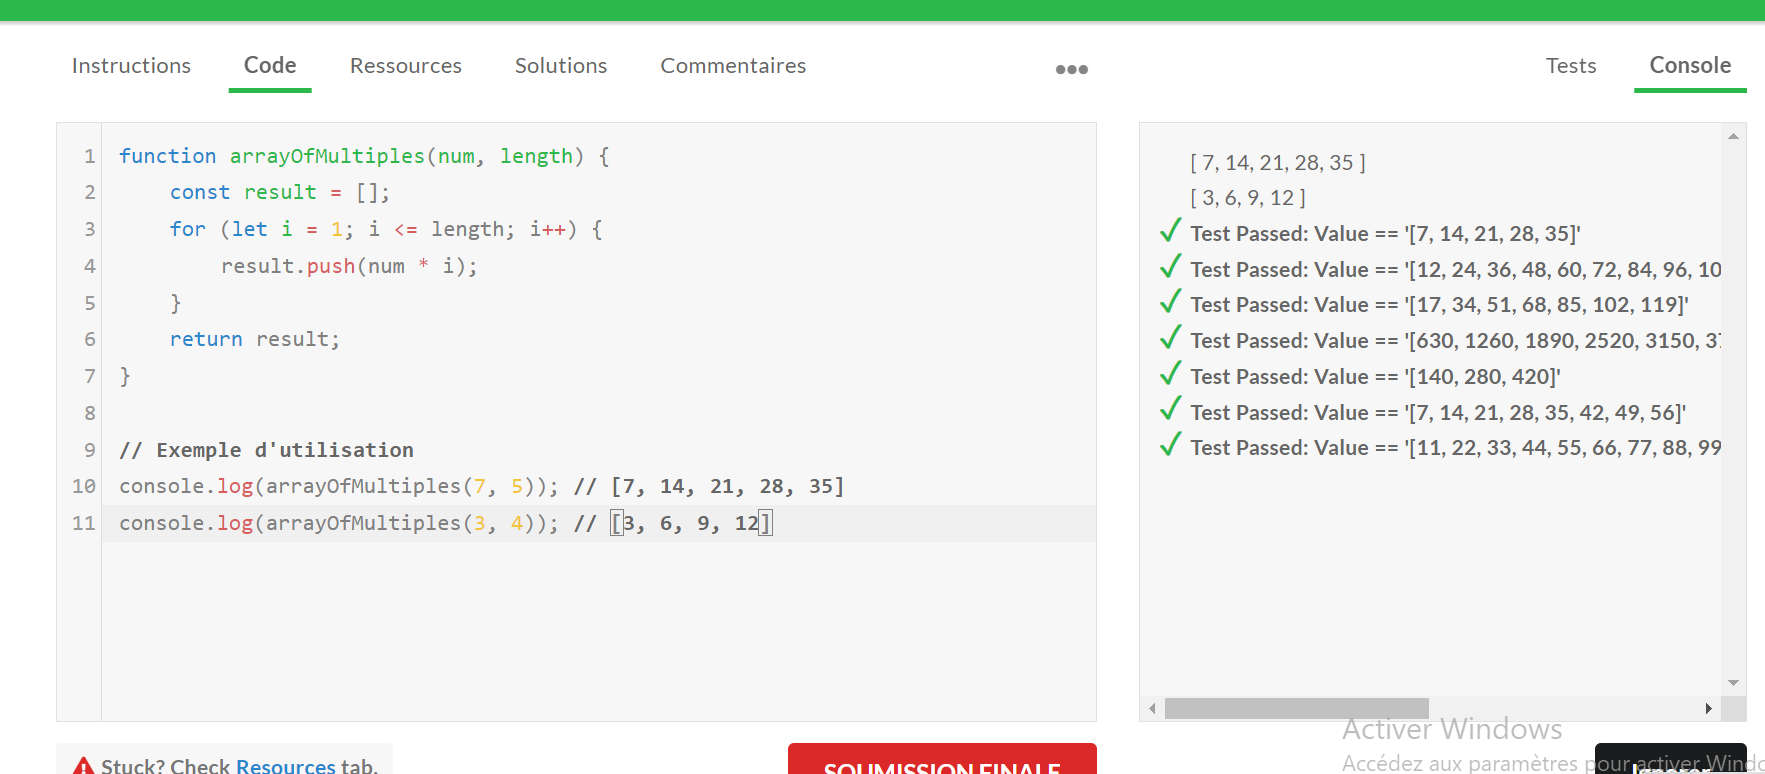 Instructions Code Ressources Solutions Commentaires ••• Tests Console
1 function arrayOfMultiples(num, length) {
2 const result = [];
3 for (let i = 1; i <= length; i++) {
4 result.push(num * i);
5 }
6 return result;
7 }
8
9 // Exemple d'utilisation
10 console.log(arrayOfMultiples(7, 5)); // [7, 14, 21, 28, 35]
11 console.log(arrayOfMultiples(3, 4)); // [3, 6, 9, 12]
[ 7, 14, 21, 28, 35 ]
[ 3, 6, 9, 12 ]
Test Passed: Value == '[7, 14, 21, 28, 35]'
Test Passed: Value == '[12, 24, 36, 48, 60, 72, 84, 96, 10
Test Passed: Value == '[17, 34, 51, 68, 85, 102, 119]'
Test Passed: Value == '[630, 1260, 1890, 2520, 3150, 37
Test Passed: Value == '[140, 280, 420]'
Test Passed: Value == '[7, 14, 21, 28, 35, 42, 49, 56]'
Test Passed: Value == '[11, 22, 33, 44, 55, 66, 77, 88, 99
Stuck? Check Resources tab.
SOUMISSION FINALE
Activer Windows
Accédez aux paramètres pour activer Windo